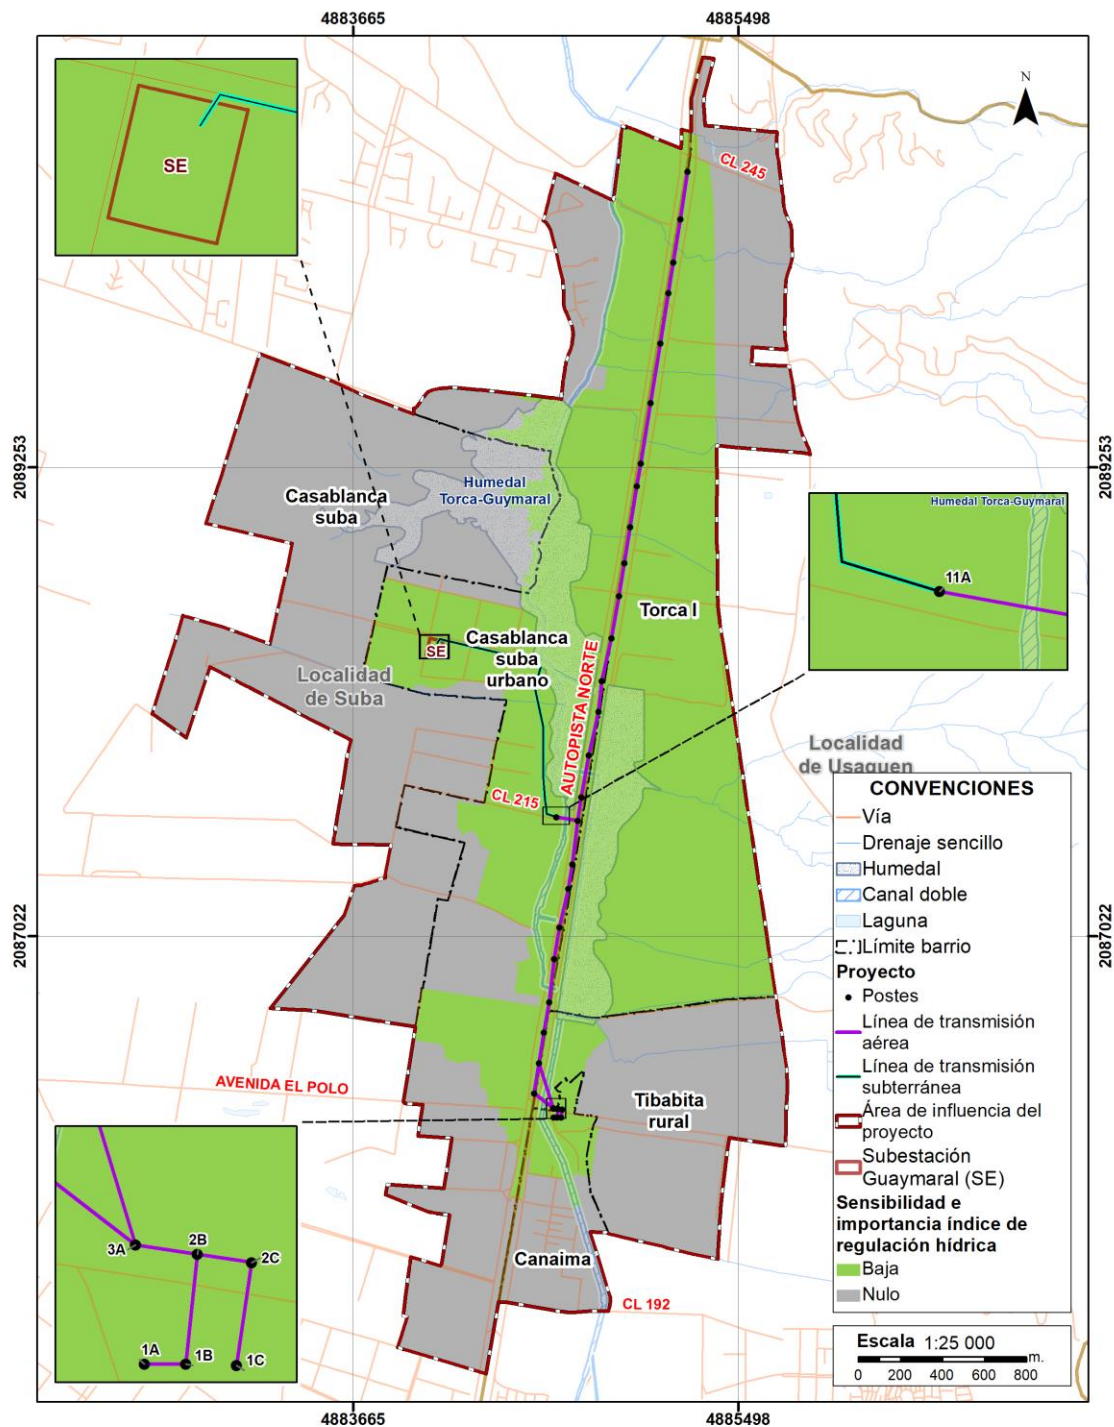 4883665
4885498
N
SE
CL 245
2089253
2089253
Humedal
Torca-Guymaral
Casablanca
suba
Humedal Torca-Guymaral
11A
Torca I
Casablanca
suba
urbano
SE
Localidad
de Suba
AUTOPISTA NORTE
Localidad
de Usaquen
CL 215
CONVENCIONES
Vía
Drenaje sencillo
Humedal
Canal doble
Laguna
Límite barrio
Proyecto
Postes
Línea de transmisión
aérea
Línea de transmisión
subterránea
Área de influencia del
proyecto
Subestación
Guaymaral (SE)
Sensibilidad e
importancia índice de
regulación hídrica
Baja
Nulo
2087022
2087022
AVENIDA EL POLO
Tibabita
rural
3A
2B
2C
1A
1B
1C
Canaima
CL 192
Escala 1:25 000
m.
0 200 400 600 800
4883665
4885498